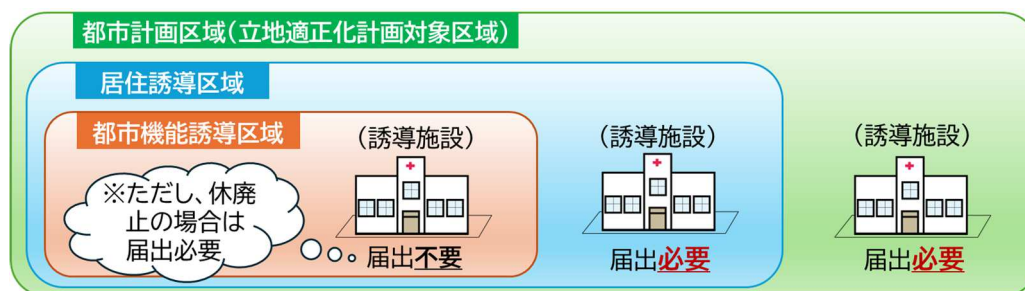 都市計画区域(立地適正化計画対象区域)
居住誘導区域
都市機能誘導区域
(誘導施設)
(誘導施設)
(誘導施設)
※ただし、休廃
止の場合は
届出必要
届出不要
届出必要
届出必要